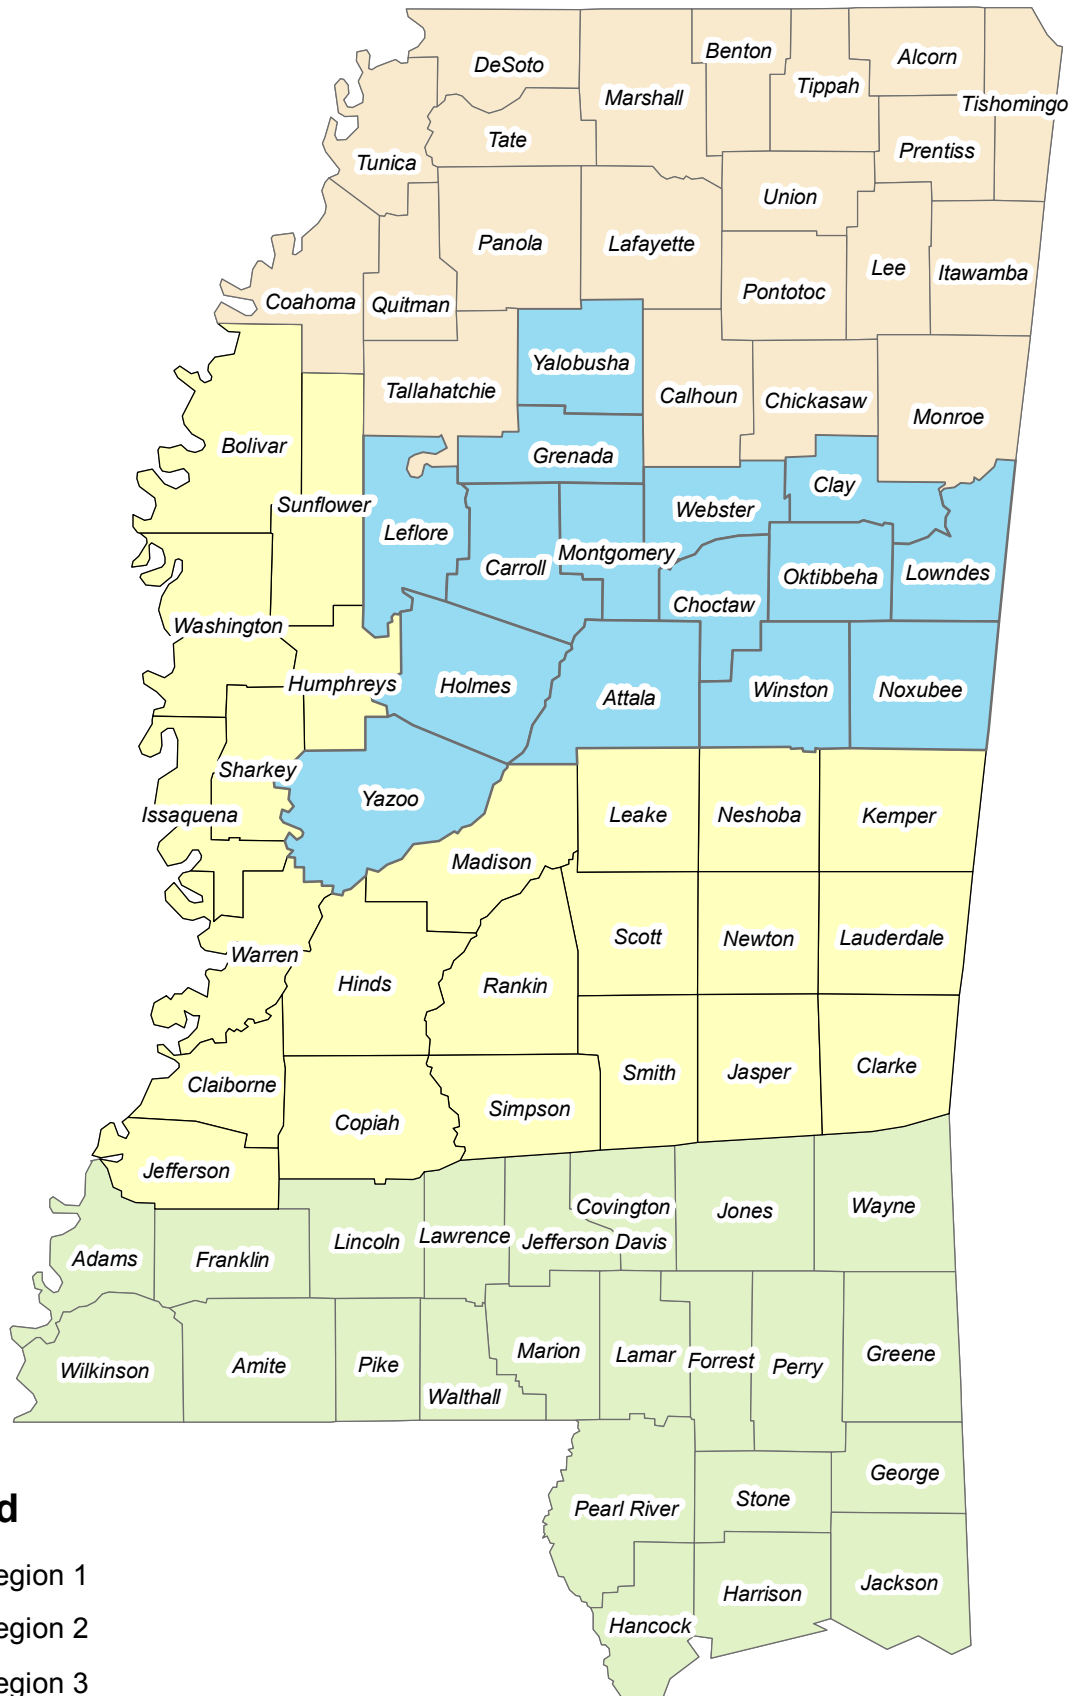 DeSoto
Benton
Alcorn
Marshall
Tippah
Tishomingo
Tate
Prentiss
Tunica
Union
Panola
Lafayette
Lee
Itawamba
Pontotoc
Coahoma
Quitman
Yalobusha
Tallahatchie
Calhoun
Chickasaw
Monroe
Bolivar
Grenada
Clay
Sunflower
Webster
Leflore
Montgomery
Carroll
Oktibbeha
Lowndes
Choctaw
Washington
Humphreys
Holmes
Attala
Winston
Noxubee
Sharkey
Yazoo
Issaquena
Leake
Neshoba
Kemper
Madison
Scott
Newton
Lauderdale
Warren
Hinds
Rankin
Smith
Jasper
Clarke
Claiborne
Simpson
Copiah
Jefferson
Covington
Jones
Wayne
Lawrence
Lincoln
Jefferson Davis
Adams
Franklin
Marion
Lamar
Forrest
Perry
Greene
Wilkinson
Amite
Pike
Walthall
George
Stone
Pearl River
d
egion 1
Jackson
Harrison
egion 2
Hancock
egion 3